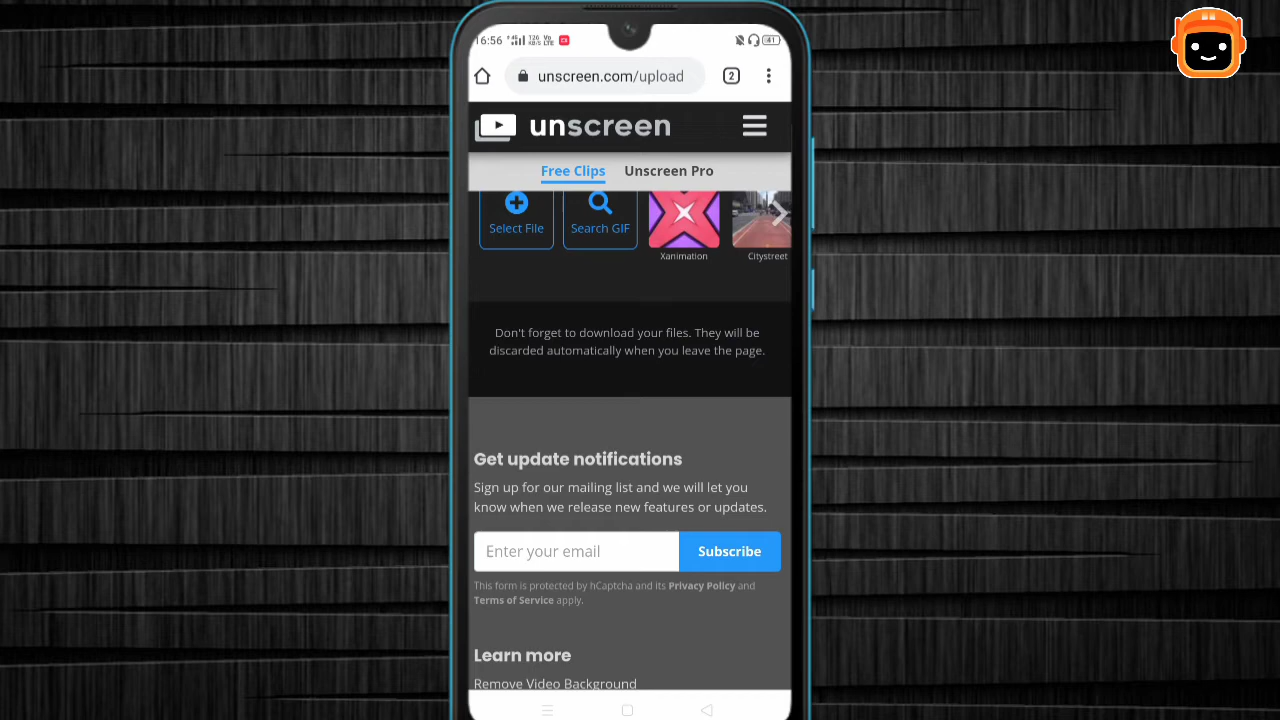 16:56
unscreen.com/upload
2
unscreen
Free Clips Unscreen Pro
Select File Search GIF
Xanimation Citystreet
Don't forget to download your files. They will be
discarded automatically when you leave the page.
Get update notifications
Sign up for our mailing list and we will let you
know when we release new features or updates.
Enter your email Subscribe
This form is protected by hCaptcha and its Privacy Policy and
Terms of Service apply.
Learn more
Remove Video Background